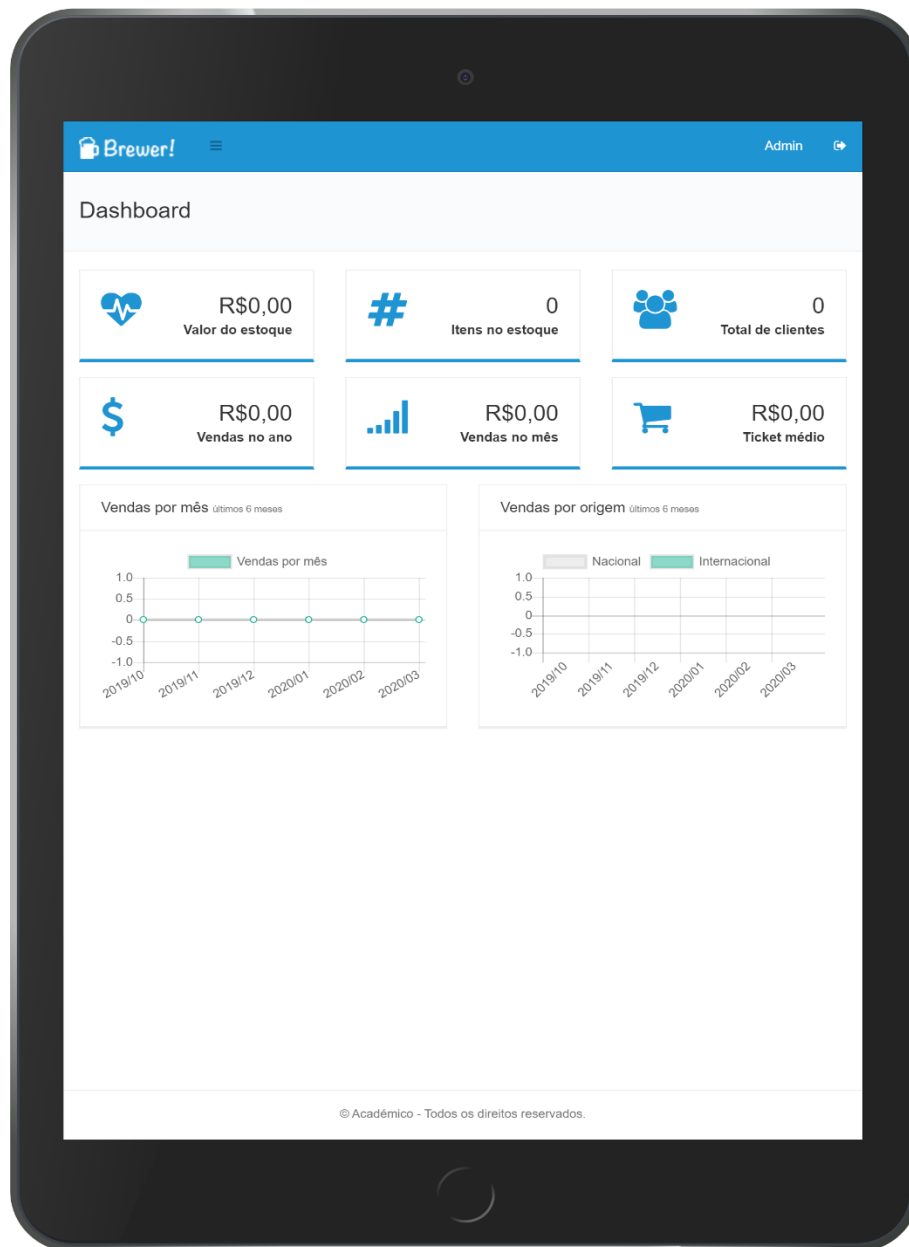 Brewer!
Admin
Dashboard
R$0,00
Valor do estoque
0
Itens no estoque
0
Total de clientes
R$0,00
Vendas no ano
R$0,00
Vendas no mês
R$0,00
Ticket médio
Vendas por mês últimos 6 meses
Vendas por mês
1.0
0.5
0
-0.5
-1.0
2019/10 2019/11 2019/12 2020/01 2020/02 2020/03
Vendas por origem últimos 6 meses
Nacional Internacional
1.0
0.5
0
-0.5
-1.0
2019/10 2019/11 2019/12 2020/01 2020/02 2020/03
© Académico - Todos os direitos reservados.